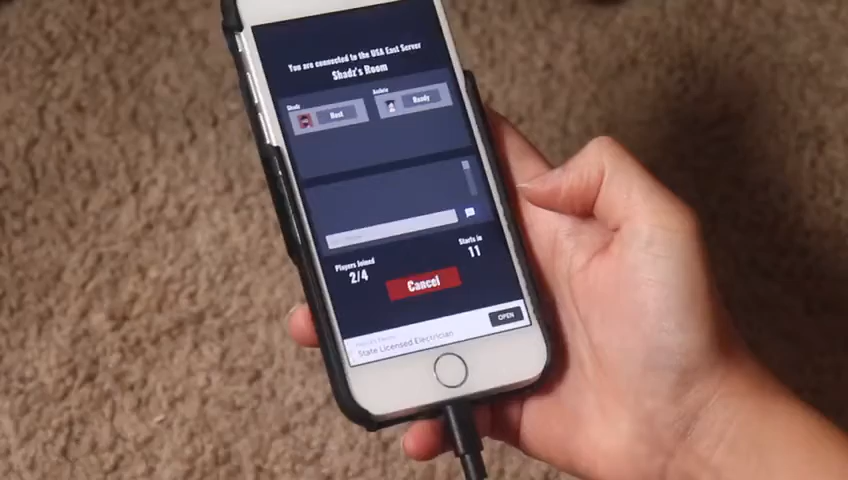 You are connected to the USA East Server
Shadz's Room
Shadz
Host
Ready
Players Joined
2/4
Starts in
11
Cancel
OPEN
State Licensed Electrician